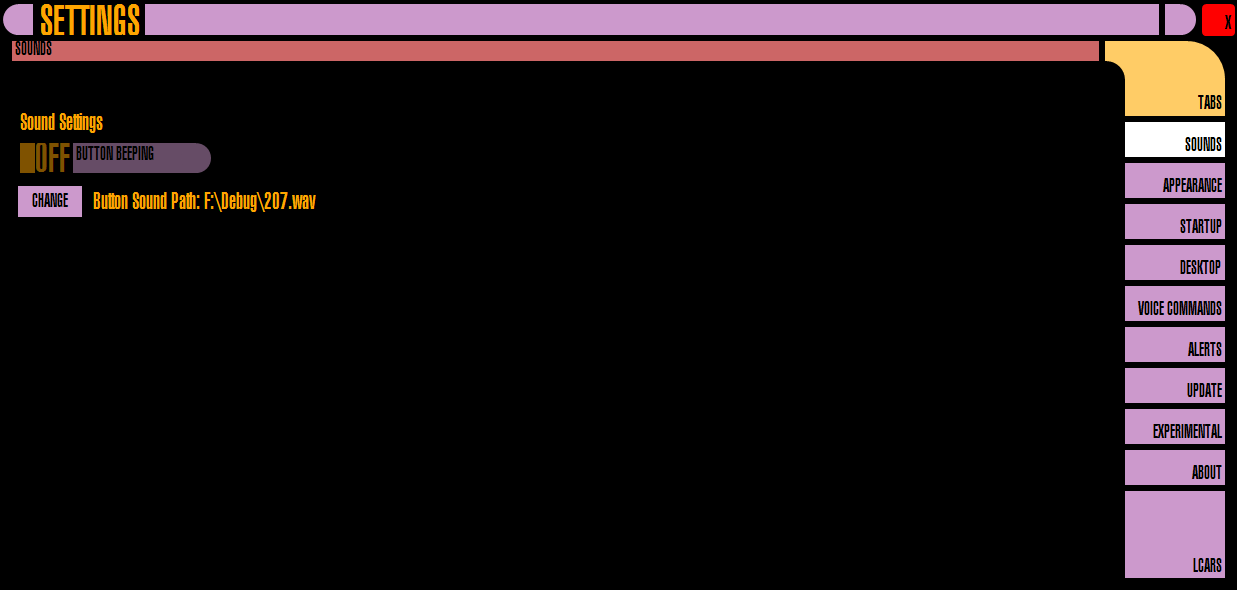 SETTINGS
X
SOUNDS
TABS
Sound Settings
OFF BUTTON BEEPING
CHANGE Button Sound Path: F:\Debug\207.wav
SOUNDS
APPEARANCE
STARTUP
DESKTOP
VOICE COMMANDS
ALERTS
UPDATE
EXPERIMENTAL
ABOUT
LCARS